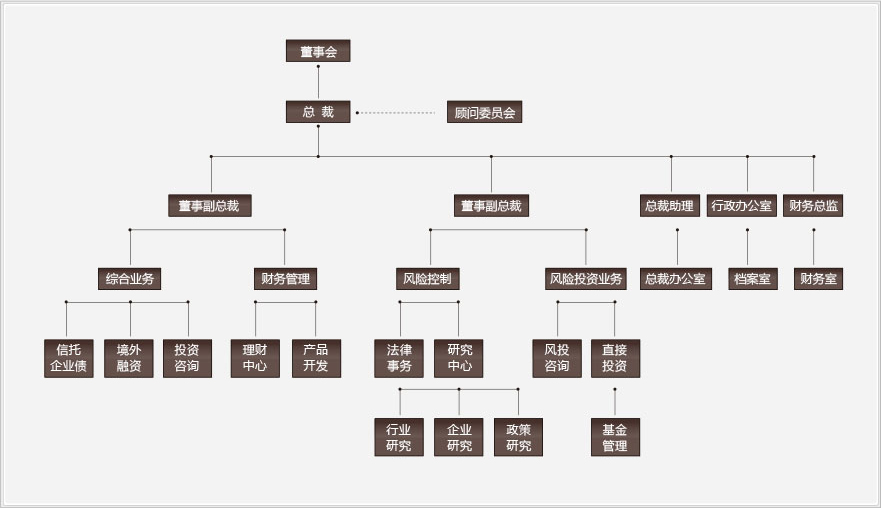 董事会
总 裁
顾问委员会
董事副总裁
董事副总裁
总裁助理
行政办公室
财务总监
综合业务
财务管理
风险控制
风险投资业务
总裁办公室
档案室
财务室
信托
企业债
境外
融资
投资
咨询
理财
中心
产品
开发
法律
事务
研究
中心
风投
咨询
直接
投资
行业
研究
企业
研究
政策
研究
基金
管理